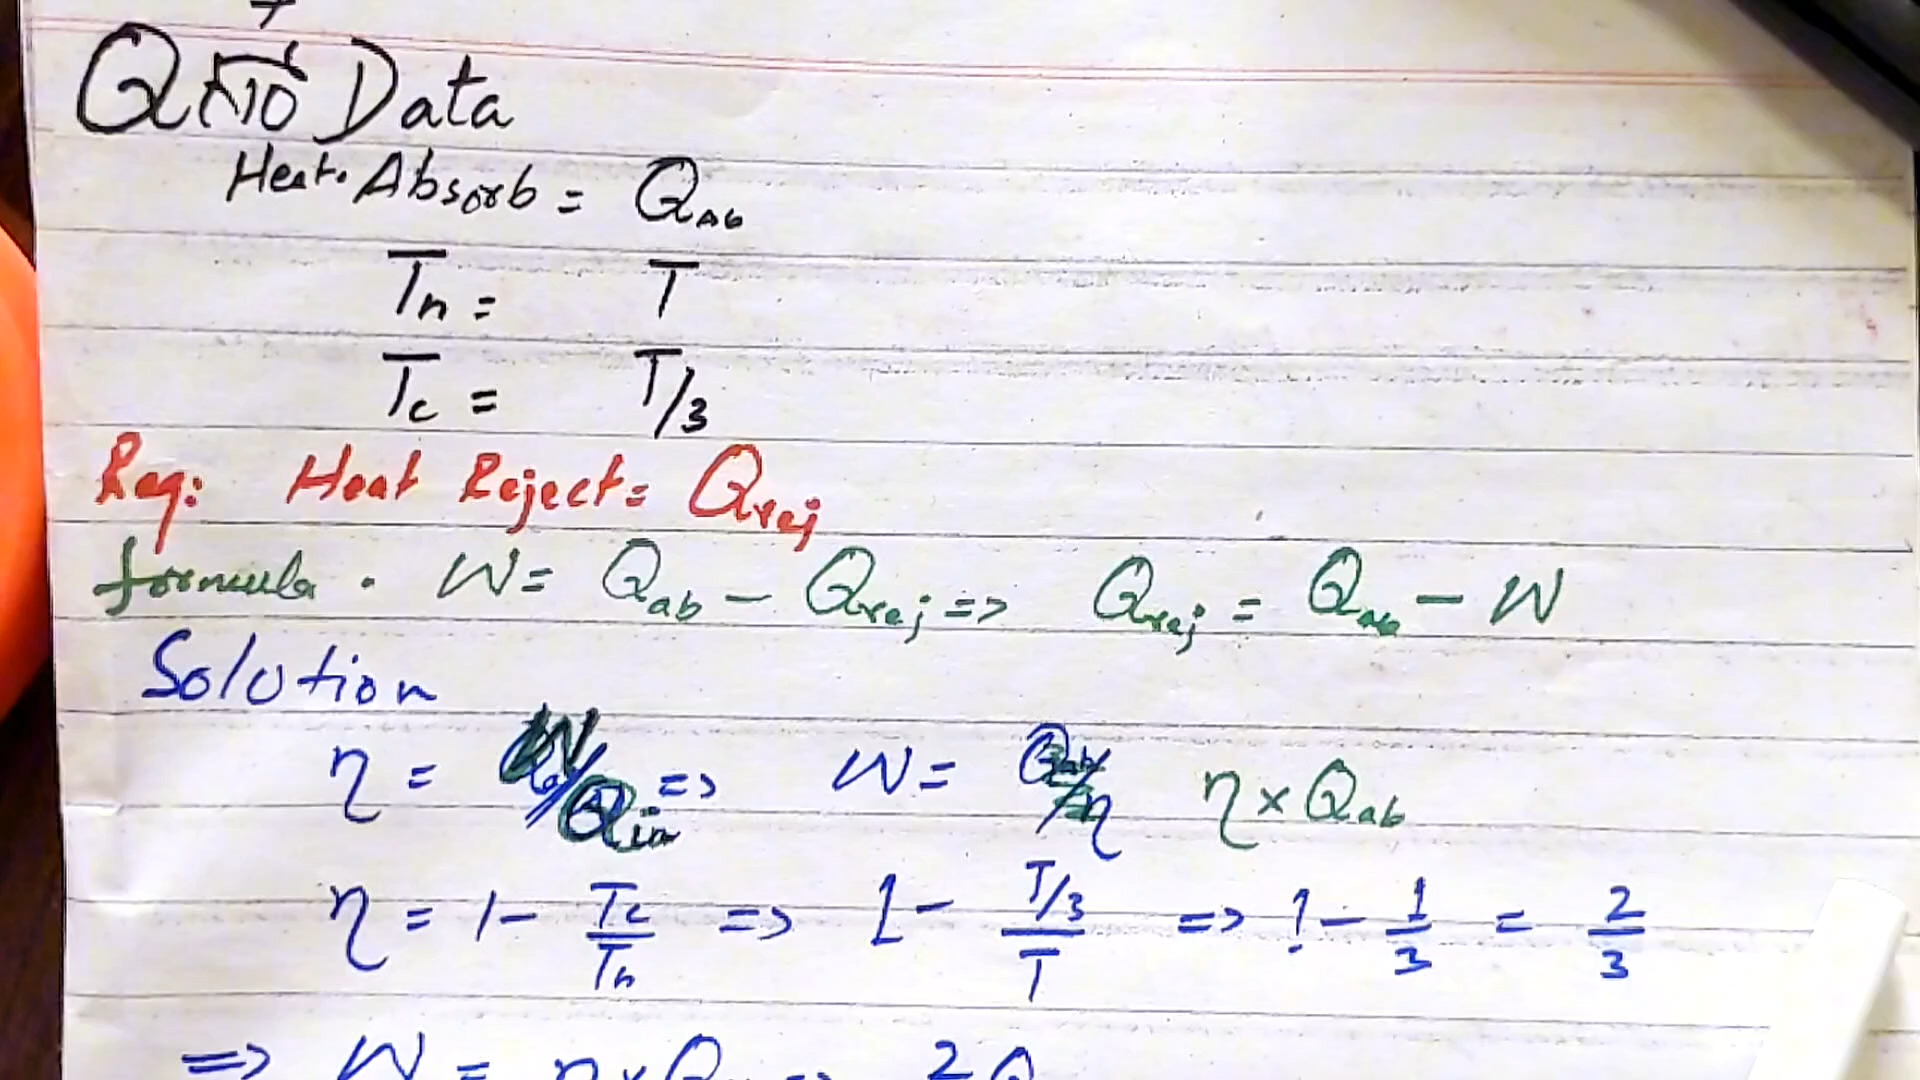 Q 10 Data
Heat. Absorb = Qab
Th = T
Tc = T/3
Req: Heat Reject = Qrej
formula. W = Qab - Qrej => Qrej = Qab - W
Solution
η = W/Qin => W = η × Qab
η = 1 - Tc/Th => 1 - T/3/T => 1 - 1/3 = 2/3
=> W = η × Q => 2 Q